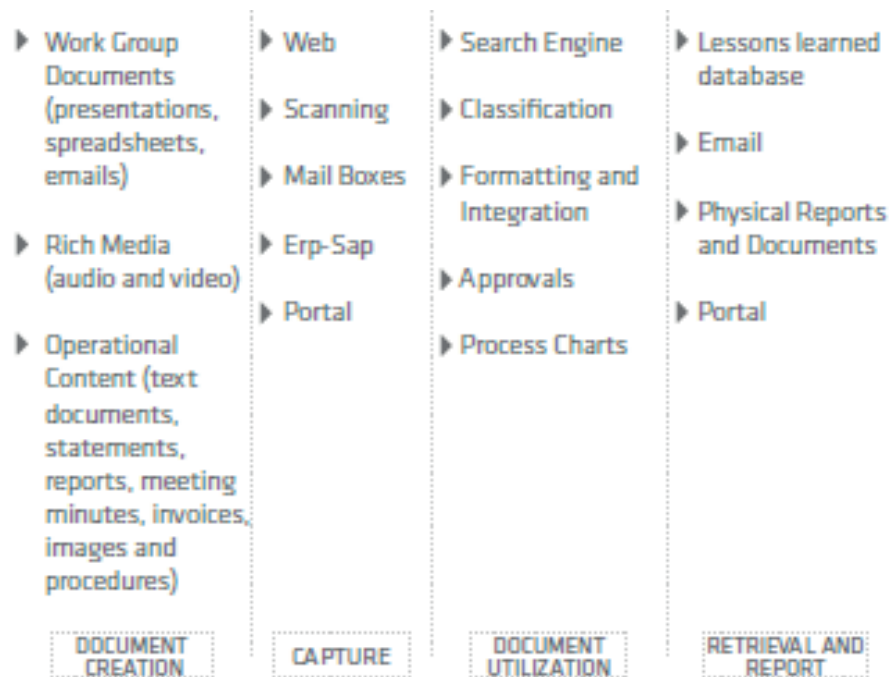 Work Group
Documents
(presentations,
spreadsheets,
emails)
Rich Media
(audio and video)
Operational
Content (text
documents,
statements,
reports, meeting
minutes, invoices,
images and
procedures)
DOCUMENT
CREATION
Web
Scanning
Mail Boxes
Erp-Sap
Portal
CAPTURE
Search Engine
Classification
Formatting and
Integration
Approvals
Process Charts
DOCUMENT
UTILIZATION
Lessons learned
database
Email
Physical Reports
and Documents
Portal
RETRIEVAL AND
REPORT